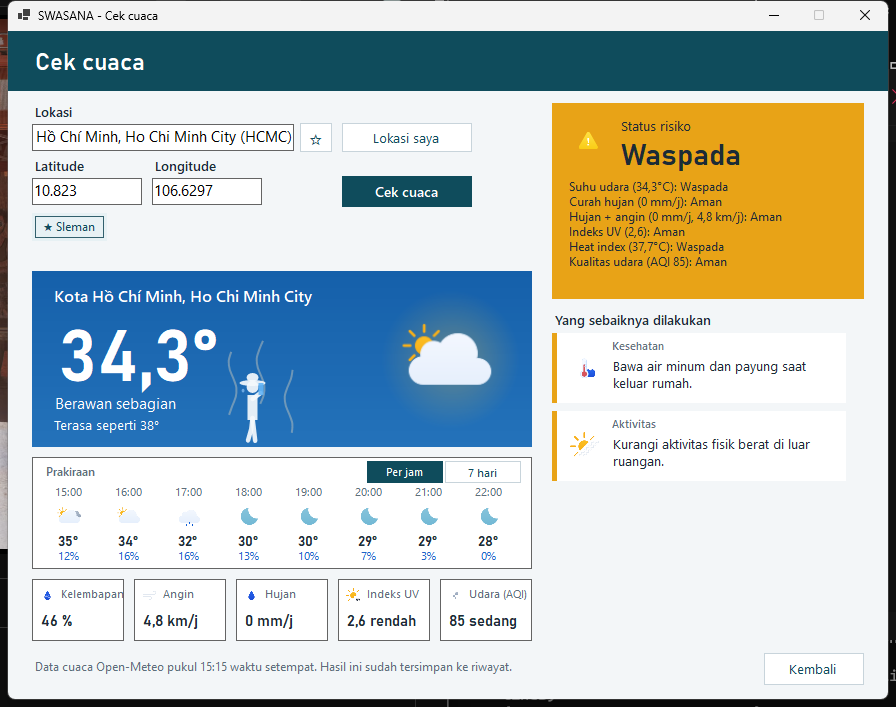 SWASANA - Cek cuaca
Cek cuaca
Lokasi
Hồ Chí Minh, Ho Chi Minh City (HCMC)
☆
Lokasi saya
Latitude
Longitude
10.823
106.6297
Cek cuaca
★ Sleman
Kota Hồ Chí Minh, Ho Chi Minh City
34,3°
Berawan sebagian
Terasa seperti 38°
Prakiraan
Per jam
7 hari
15:00 16:00 17:00 18:00 19:00 20:00 21:00 22:00
35° 34° 32° 30° 30° 29° 29° 28°
12% 16% 16% 13% 10% 7% 3% 0%
Kelembapan
46 %
Angin
4,8 km/j
Hujan
0 mm/j
Indeks UV
2,6 rendah
Udara (AQI)
85 sedang
Data cuaca Open-Meteo pukul 15:15 waktu setempat. Hasil ini sudah tersimpan ke riwayat.
Status risiko
Waspada
Suhu udara (34,3°C): Waspada
Curah hujan (0 mm/j): Aman
Hujan + angin (0 mm/j, 4,8 km/j): Aman
Indeks UV (2,6): Aman
Heat index (37,7°C): Waspada
Kualitas udara (AQI 85): Aman
Yang sebaiknya dilakukan
Kesehatan
Bawa air minum dan payung saat
keluar rumah.
Aktivitas
Kurangi aktivitas fisik berat di luar
ruangan.
Kembali